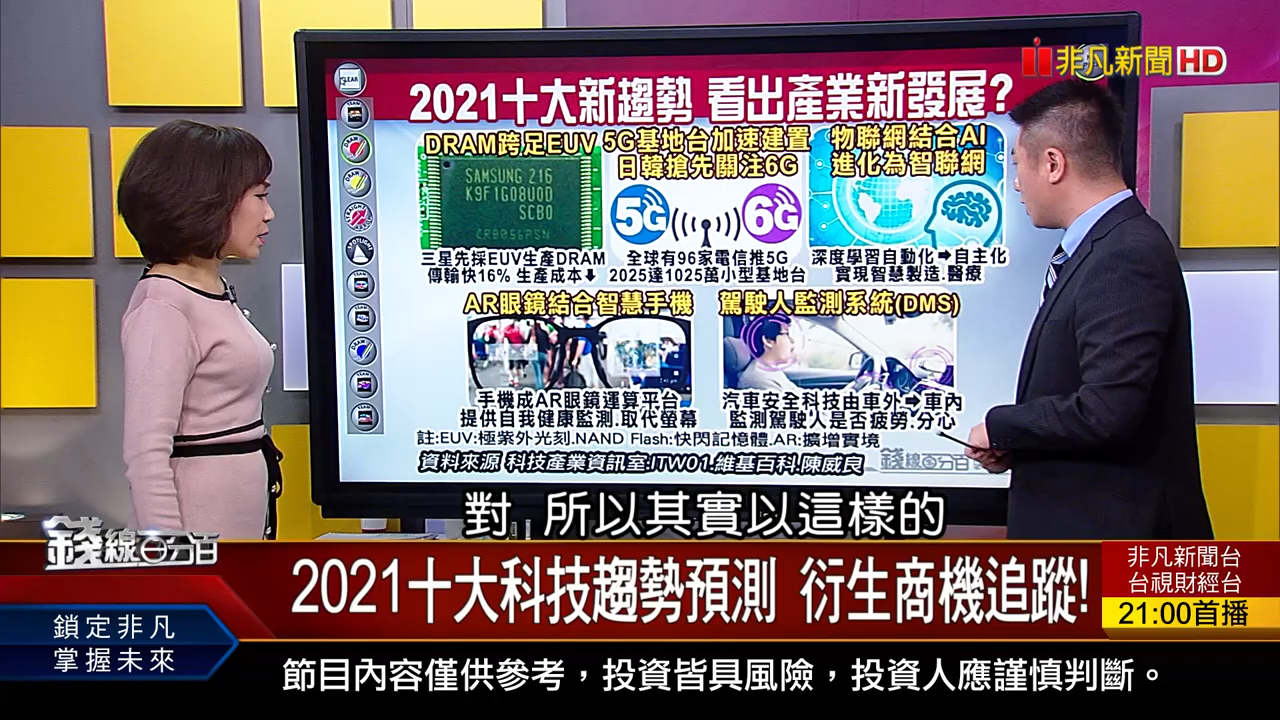 非凡新聞HD
CLEAR
2021十大新趨勢 看出產業新發展?
DRAM跨足EUV
SAMSUNG 216
K9F1G08U0D
SCB0
三星先採EUV生產DRAM
傳輸快16% 生產成本⬇
5G基地台加速建置
日韓搶先關注6G
5G 6G
全球有96家電信推5G
2025達1025萬小型基地台
物聯網結合AI
進化為智聯網
深度學習自動化➡自主化
實現智慧製造.醫療
AR眼鏡結合智慧手機
手機成AR眼鏡運算平台
提供自我健康監測.取代螢幕
駕駛人監測系統(DMS)
汽車安全科技由車外➡車內
監測駕駛人是否疲勞.分心
註:EUV:極紫外光刻.NAND Flash:快閃記憶體.AR:擴增實境
資料來源 科技產業資訊室:ITW01.維基百科.陳威良
錢線百分百
對 所以其實以這樣的
錢線百分百
2021十大科技趨勢預測 衍生商機追蹤!
非凡新聞台
台視財經台
21:00首播
鎖定非凡
掌握未來
節目內容僅供參考，投資皆具風險，投資人應謹慎判斷。